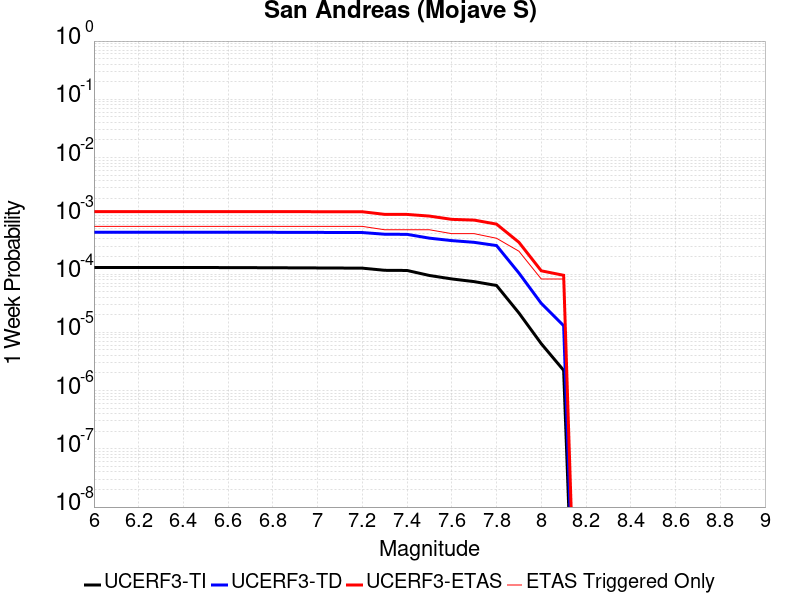 San Andreas (Mojave S)
10^0
10^-1
10^-2
10^-3
10^-4
10^-5
10^-6
10^-7
10^-8
1 Week Probability
6 6.2 6.4 6.6 6.8 7 7.2 7.4 7.6 7.8 8 8.2 8.4 8.6 8.8 9
Magnitude
UCERF3-TI UCERF3-TD UCERF3-ETAS ETAS Triggered Only